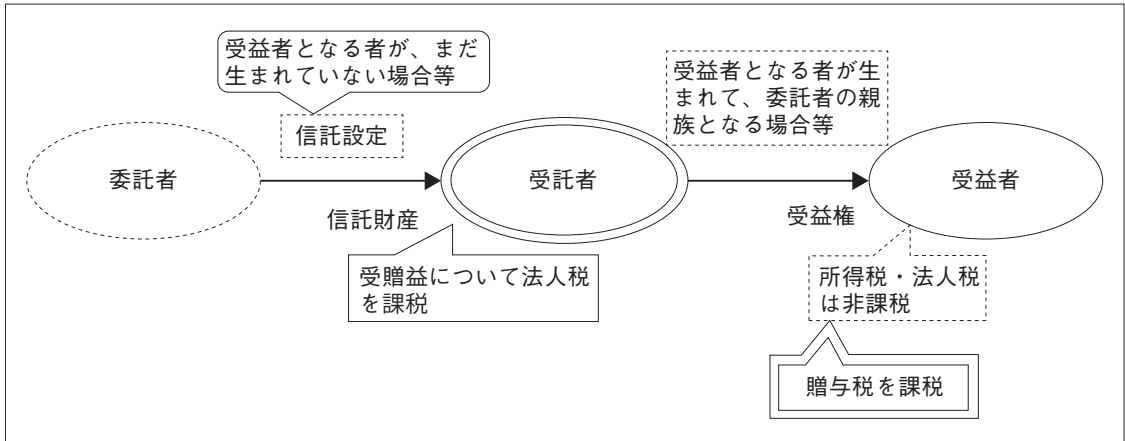 受益者となる者が、まだ
生まれていない場合等
受益者となる者が生
まれて、委託者の親
族となる場合等
信託設定
委託者
受託者
受益者
信託財産
受益権
受贈益について法人税
を課税
所得税・法人税
は非課税
贈与税を課税